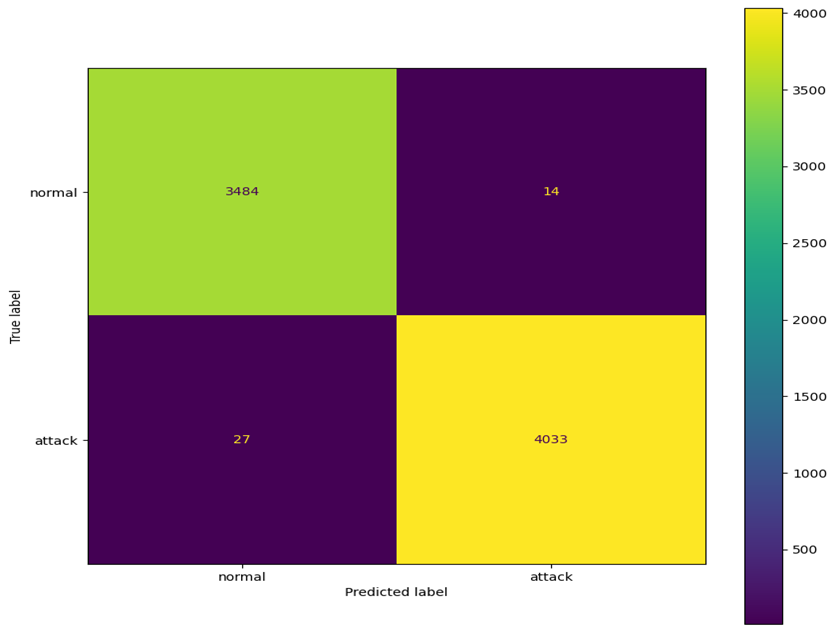 4000
3500
3000
2500
2000
1500
1000
500
True label
normal
3484
14
attack
27
4033
normal
attack
Predicted label